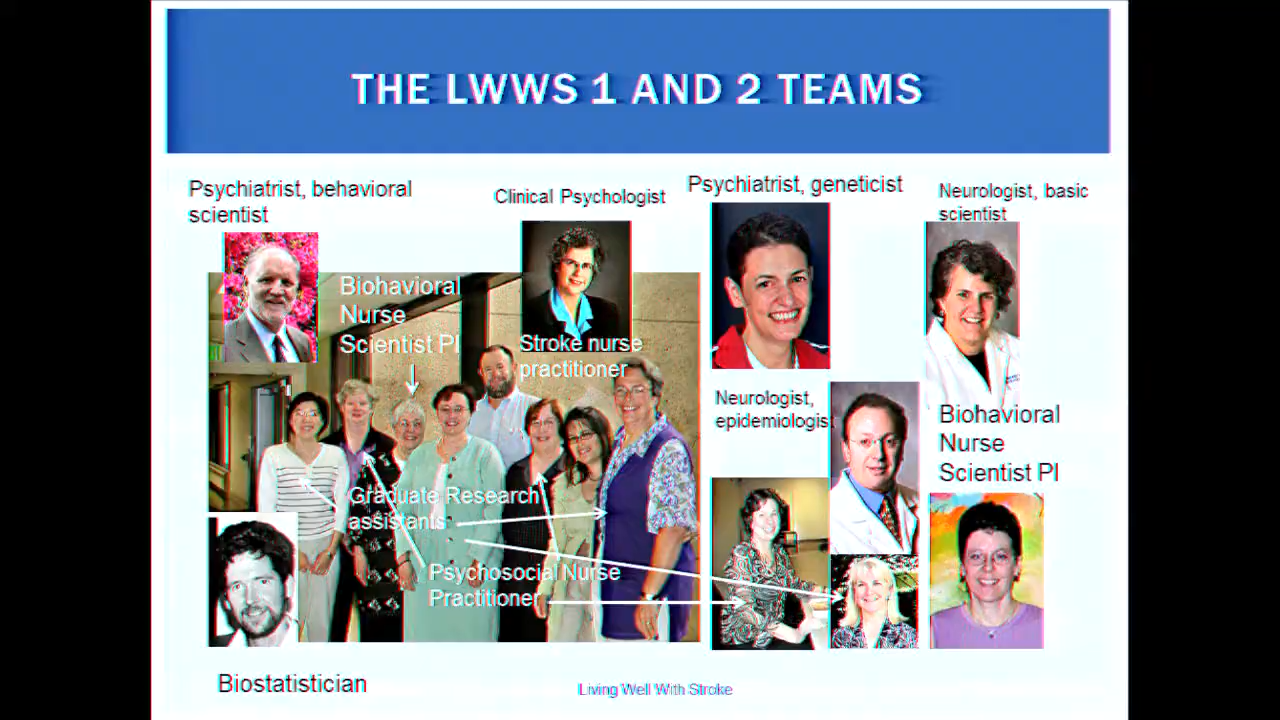 THE LWWS 1 AND 2 TEAMS
Psychiatrist, behavioral
scientist
Clinical Psychologist
Psychiatrist, geneticist
Neurologist, basic
scientist
Biohavioral
Nurse
Scientist PI
Stroke nurse
practitioner
Neurologist,
epidemiologist
Biohavioral
Nurse
Scientist PI
Graduate Research
assistants
Psychosocial Nurse
Practitioner
Biostatistician
Living Well With Stroke